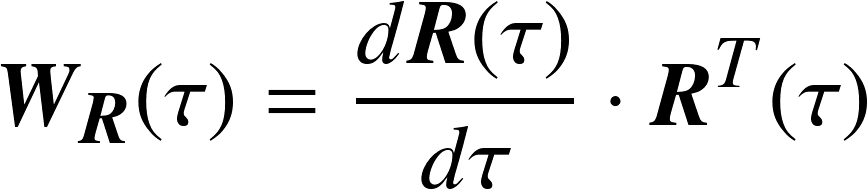 W_R(τ) = dR(τ)/dτ · R^T(τ)